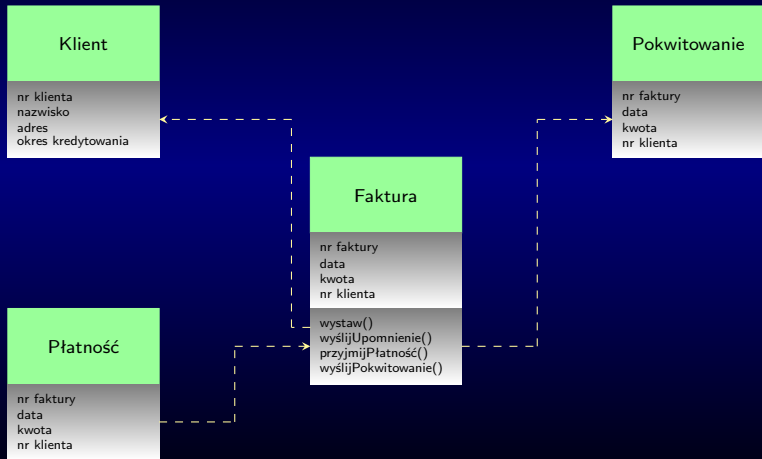 Klient
nr klienta
nazwisko
adres
okres kredytowania
Pokwitowanie
nr faktury
data
kwota
nr klienta
Faktura
nr faktury
data
kwota
nr klienta
wystaw()
wyślijUpomnienie()
przyjmijPłatność()
wyślijPokwitowanie()
Płatność
nr faktury
data
kwota
nr klienta